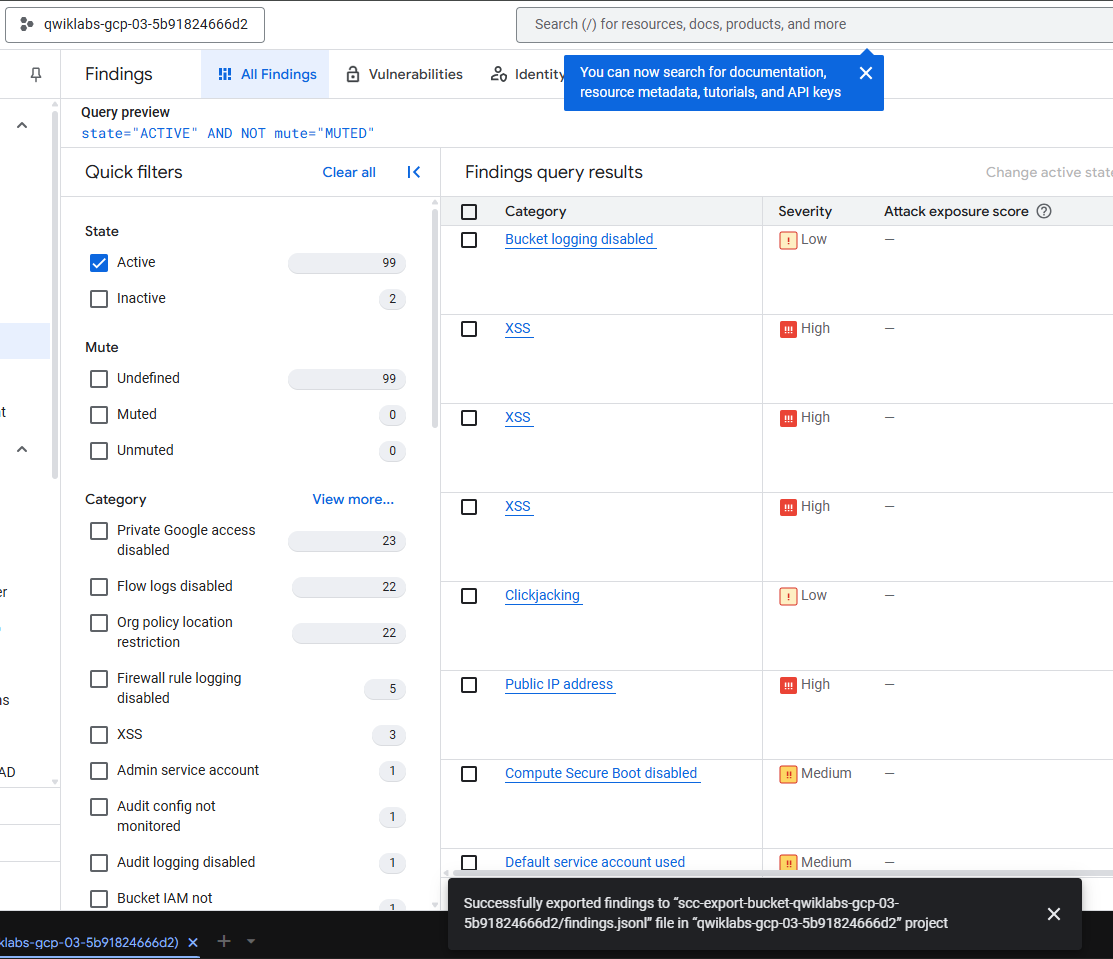 qwiklabs-gcp-03-5b91824666d2
Search (/) for resources, docs, products, and more
Findings
All Findings
Vulnerabilities
Identity
You can now search for documentation,
resource metadata, tutorials, and API keys
Query preview
state="ACTIVE" AND NOT mute="MUTED"
Quick filters
Clear all
Findings query results
Change active state
State
Active 99
Inactive 2
Mute
Undefined 99
Muted 0
Unmuted 0
Category
View more...
Private Google access
disabled
23
Flow logs disabled 22
Org policy location
restriction
22
Firewall rule logging
disabled
5
XSS 3
Admin service account 1
Audit config not
monitored
1
Audit logging disabled 1
Bucket IAM not
1
Category Severity Attack exposure score
Bucket logging disabled Low —
XSS High —
XSS High —
XSS High —
Clickjacking Low —
Public IP address High —
Compute Secure Boot disabled Medium —
Default service account used Medium —
Successfully exported findings to “scc-export-bucket-qwiklabs-gcp-03-
5b91824666d2/findings.jsonl” file in “qwiklabs-gcp-03-5b91824666d2” project
klabs-gcp-03-5b91824666d2)
AD